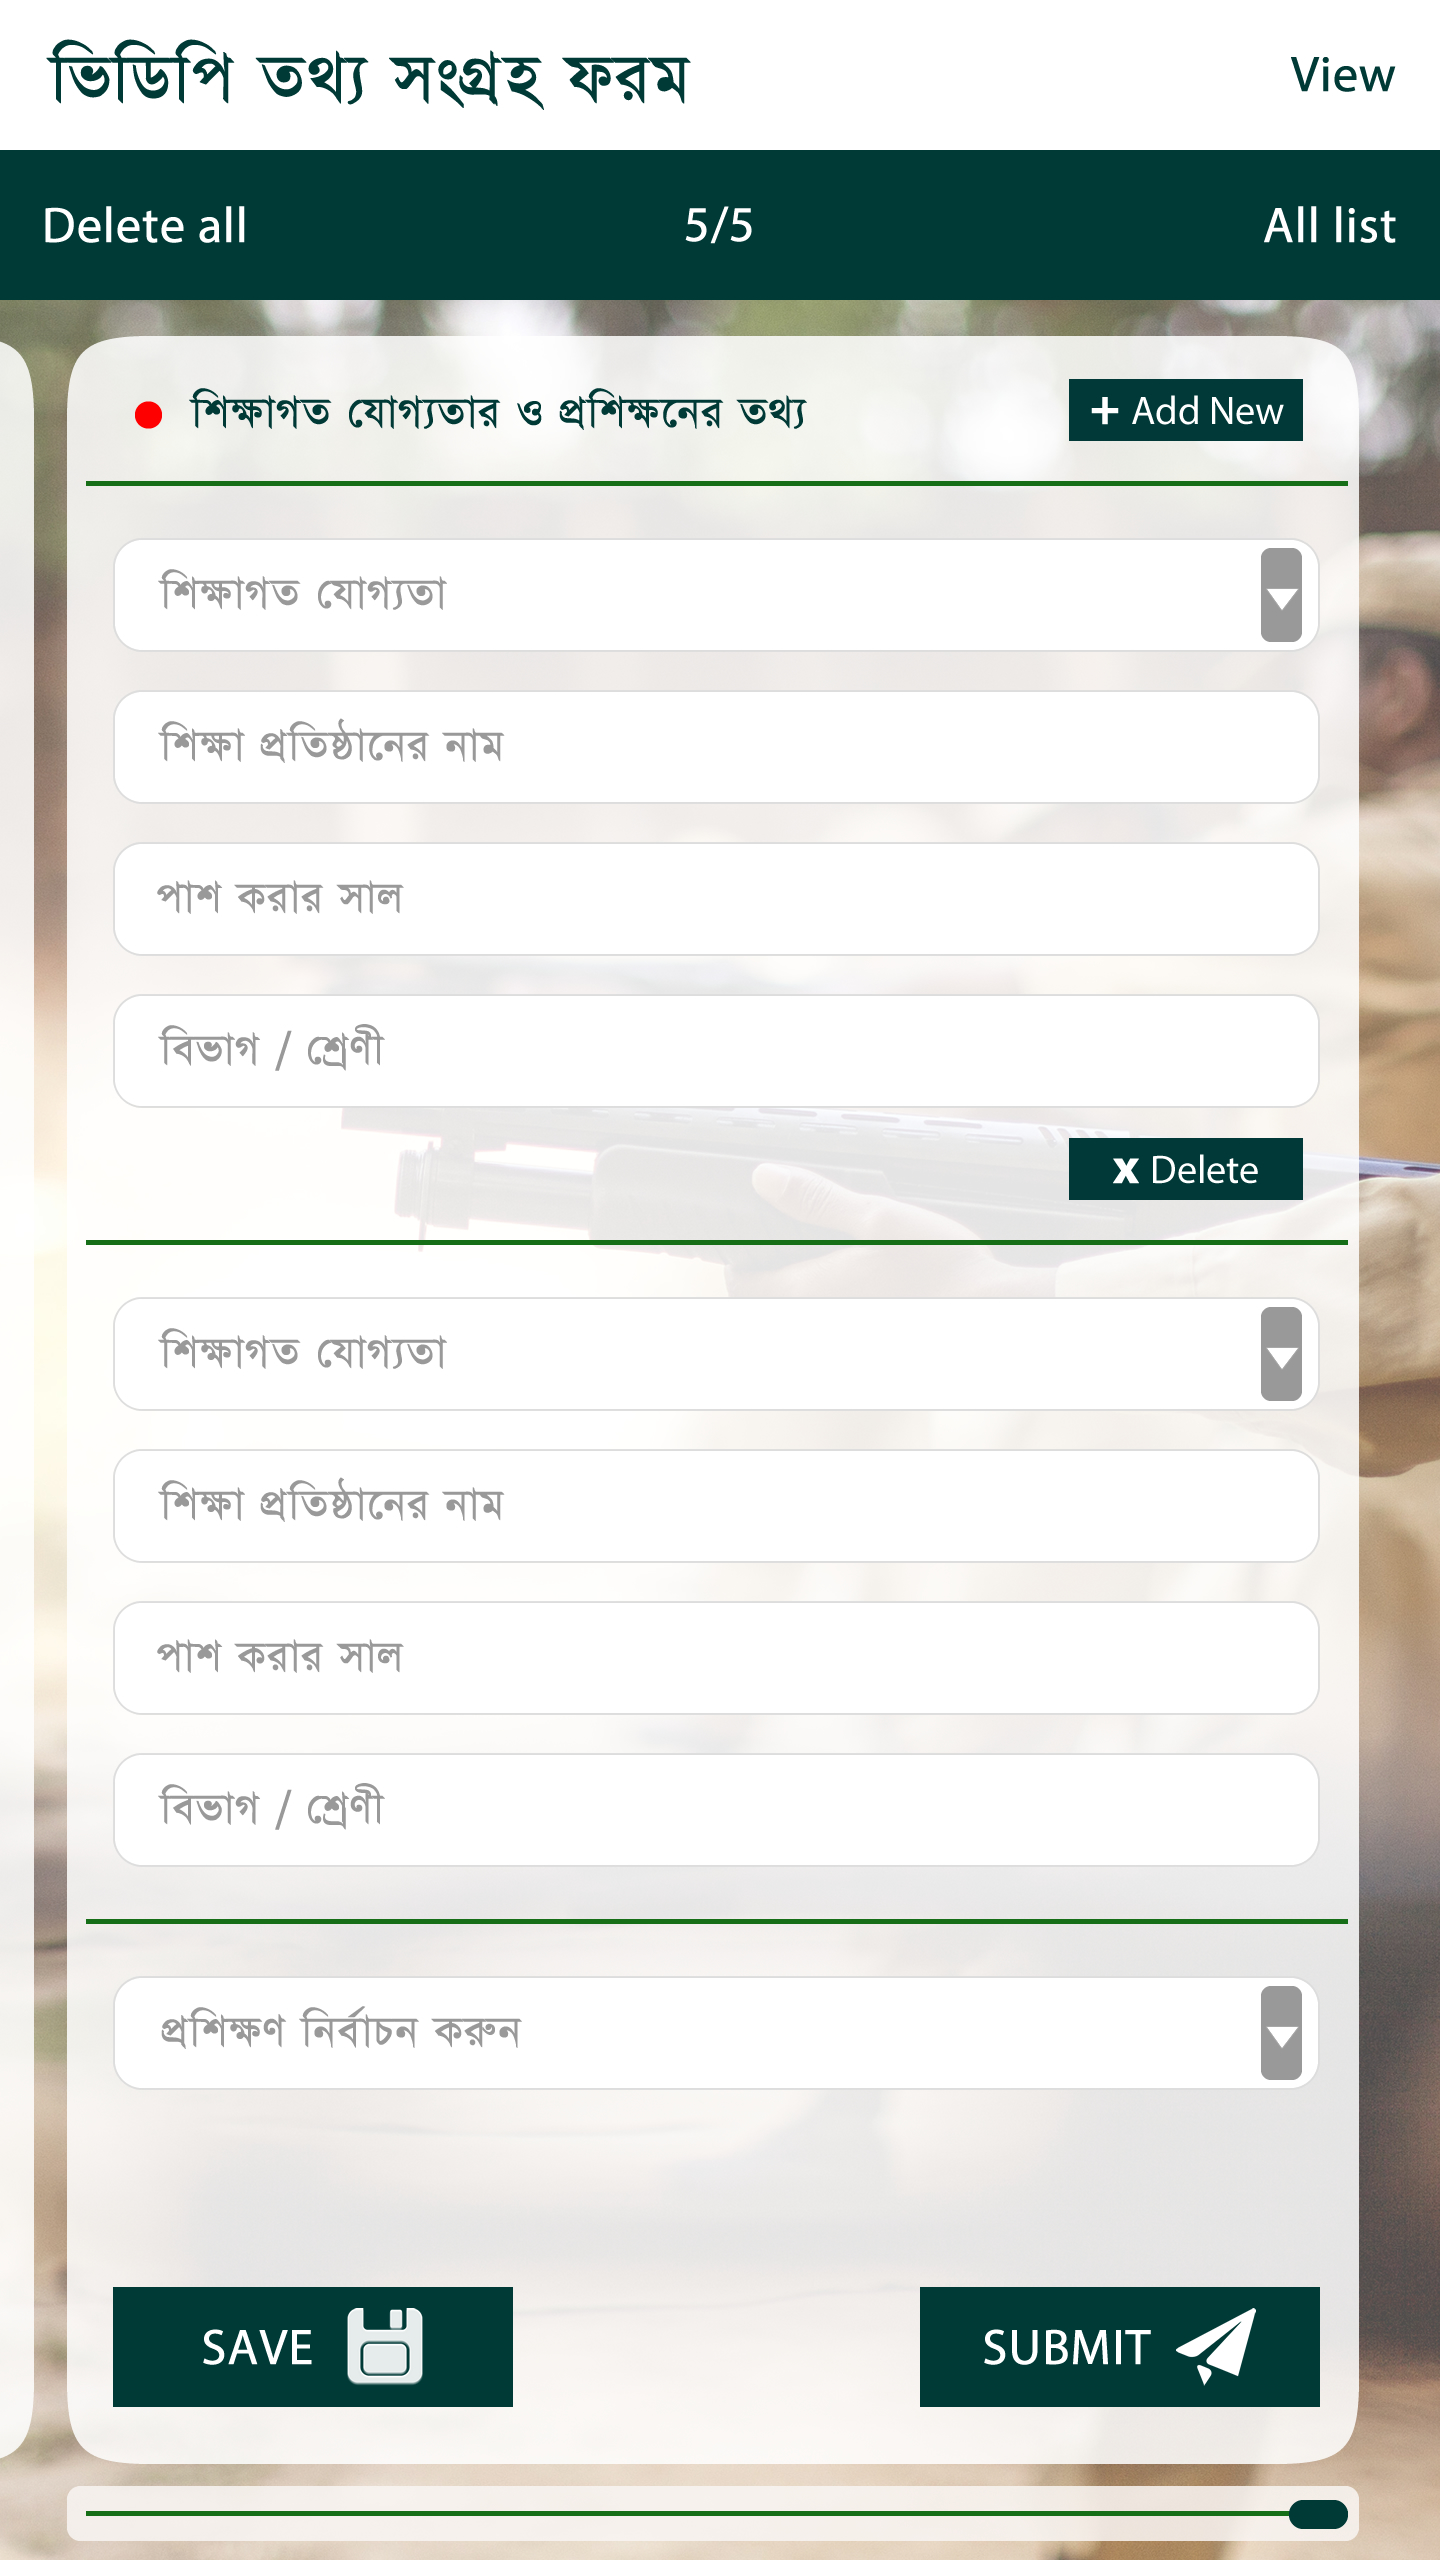 ভিডিপি তথ্য সংগ্রহ ফরম
View
Delete all
5/5
All list
শিক্ষাগত যোগ্যতার ও প্রশিক্ষনের তথ্য
+ Add New
শিক্ষাগত যোগ্যতা
শিক্ষা প্রতিষ্ঠানের নাম
পাশ করার সাল
বিভাগ / শ্রেণী
x Delete
শিক্ষাগত যোগ্যতা
শিক্ষা প্রতিষ্ঠানের নাম
পাশ করার সাল
বিভাগ / শ্রেণী
প্রশিক্ষণ নির্বাচন করুন
SAVE
SUBMIT